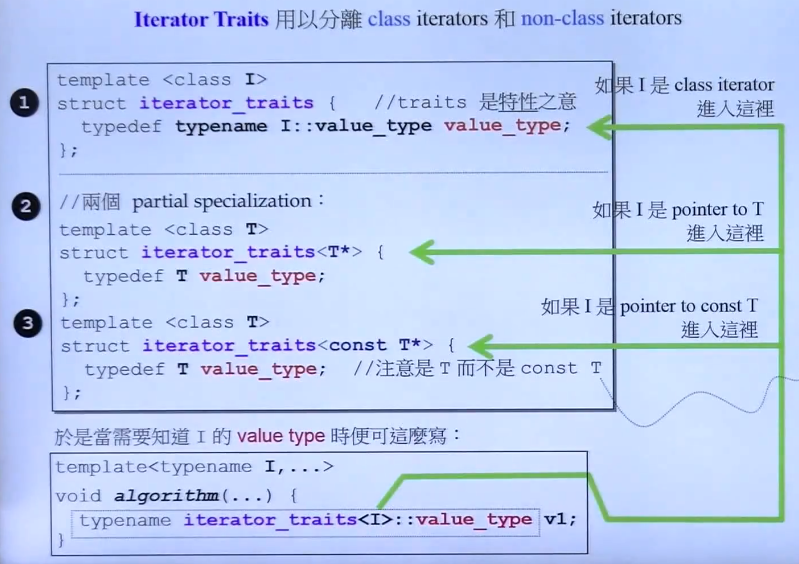 Iterator Traits 用以分離 class iterators 和 non-class iterators
1
template <class I>
struct iterator_traits { //traits 是特性之意
typedef typename I::value_type value_type;
};
如果 I 是 class iterator
進入這裡
2
//兩個 partial specialization：
template <class T>
struct iterator_traits<T*> {
typedef T value_type;
};
如果 I 是 pointer to T
進入這裡
3
template <class T>
struct iterator_traits<const T*> {
typedef T value_type; //注意是 T 而不是 const T
};
如果 I 是 pointer to const T
進入這裡
於是當需要知道 I 的 value type 時便可這麼寫：
template<typename I,...>
void algorithm(...) {
typename iterator_traits<I>::value_type v1;
}